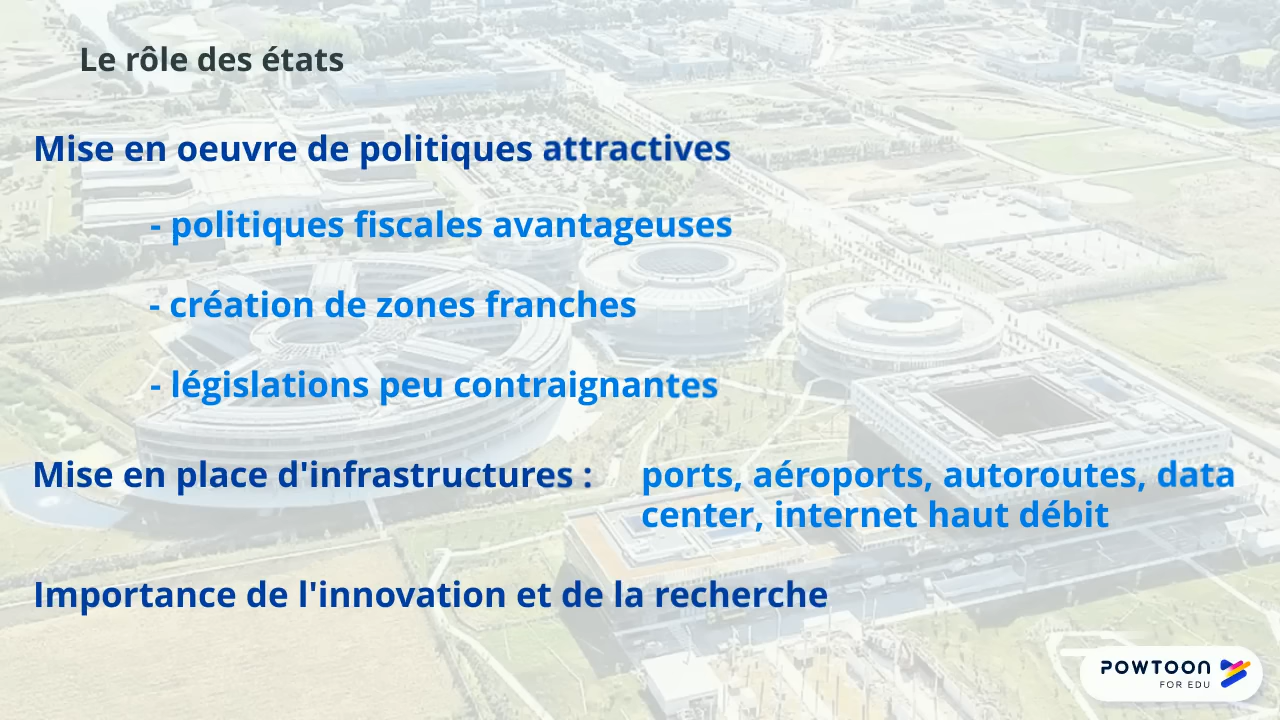 Le rôle des états
Mise en oeuvre de politiques attractives
- politiques fiscales avantageuses
- création de zones franches
- législations peu contraignantes
Mise en place d'infrastructures :
ports, aéroports, autoroutes, data
center, internet haut débit
Importance de l'innovation et de la recherche
POWTOON
FOR EDU